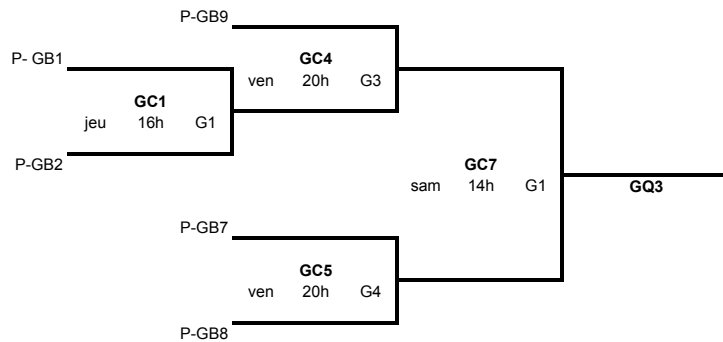 P-GB9
P- GB1
GC4
ven 20h G3
GC1
jeu 16h G1
P-GB2
GC7
sam 14h G1
GQ3
P-GB7
GC5
ven 20h G4
P-GB8